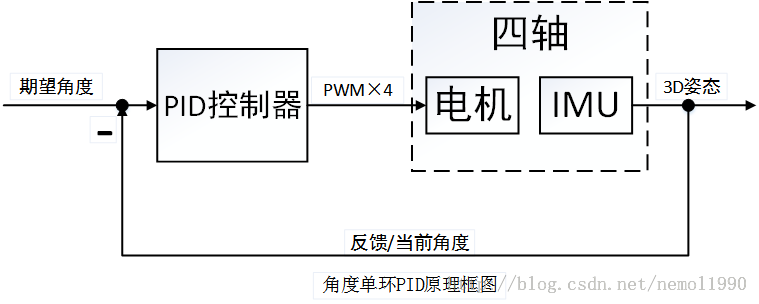 四轴
期望角度
PID控制器
PWM×4
电机
IMU
3D姿态
反馈/当前角度
角度单环PID原理框图
http://blog.csdn.net/nemol1990